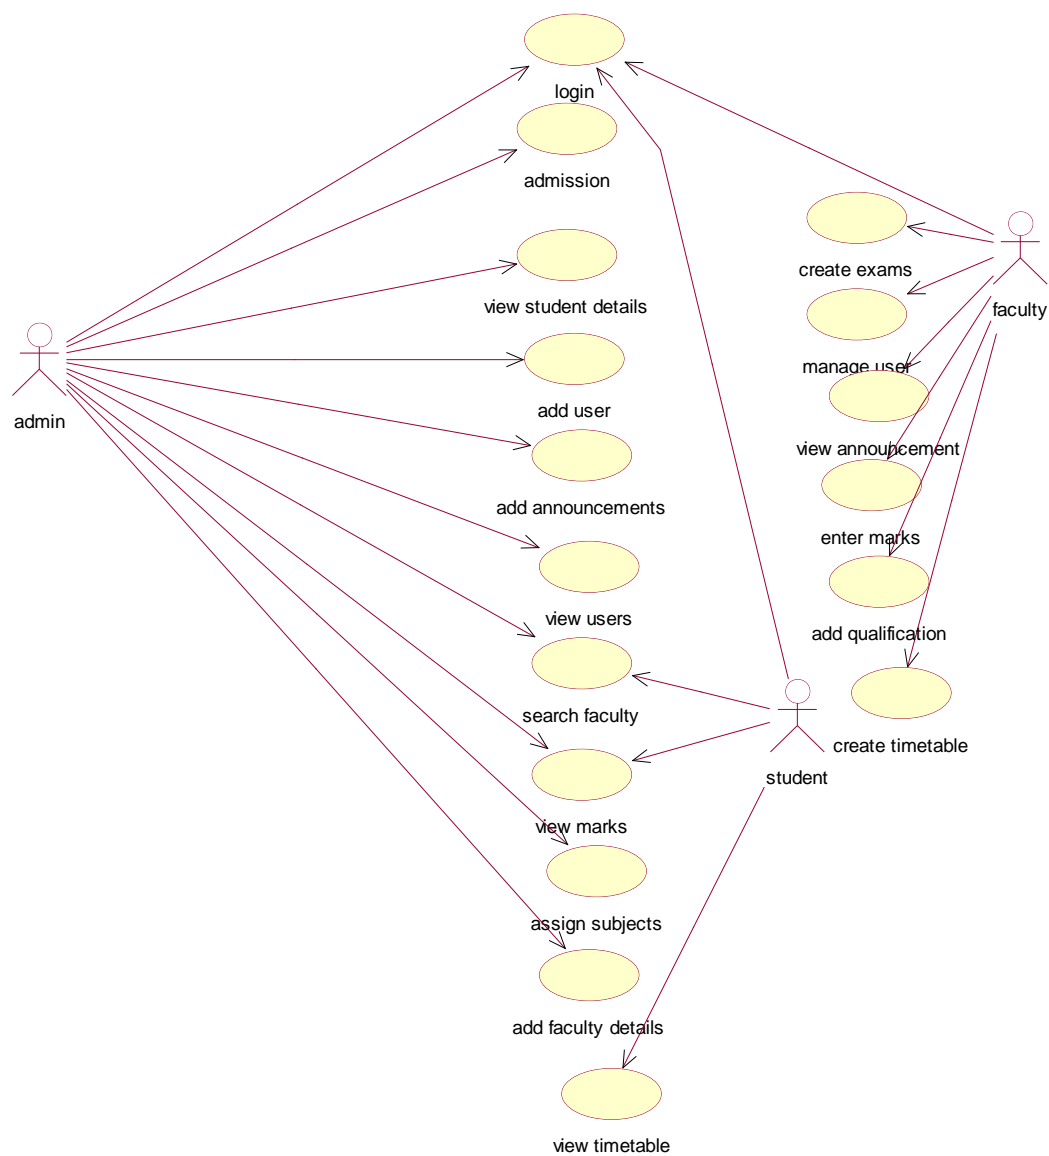 login
admission
create exams
view student details
faculty
manage user
add user
admin
view announcement
add announcements
enter marks
view users
add qualification
search faculty
create timetable
student
view marks
assign subjects
add faculty details
view timetable